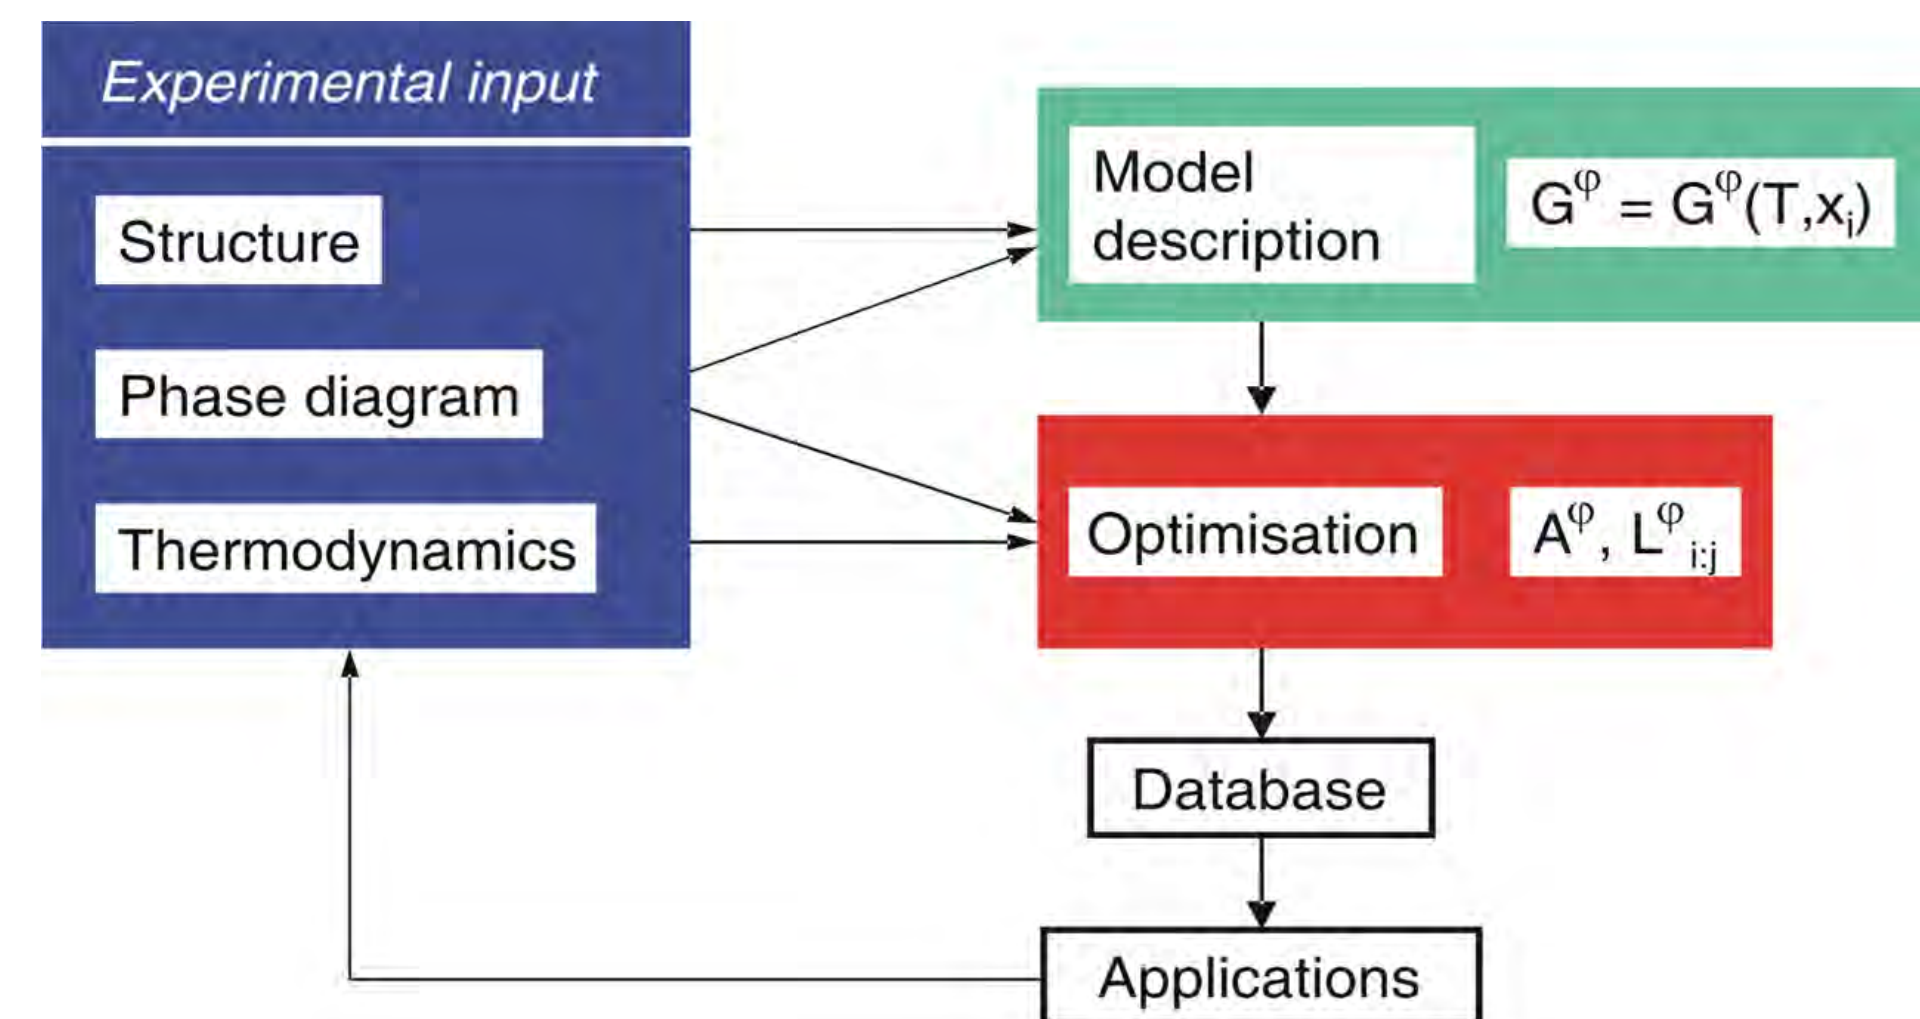 Experimental input
Structure
Phase diagram
Thermodynamics
Model
description
G^φ = G^φ(T,x_i)
Optimisation
A^φ, L^φ_i:j
Database
Applications